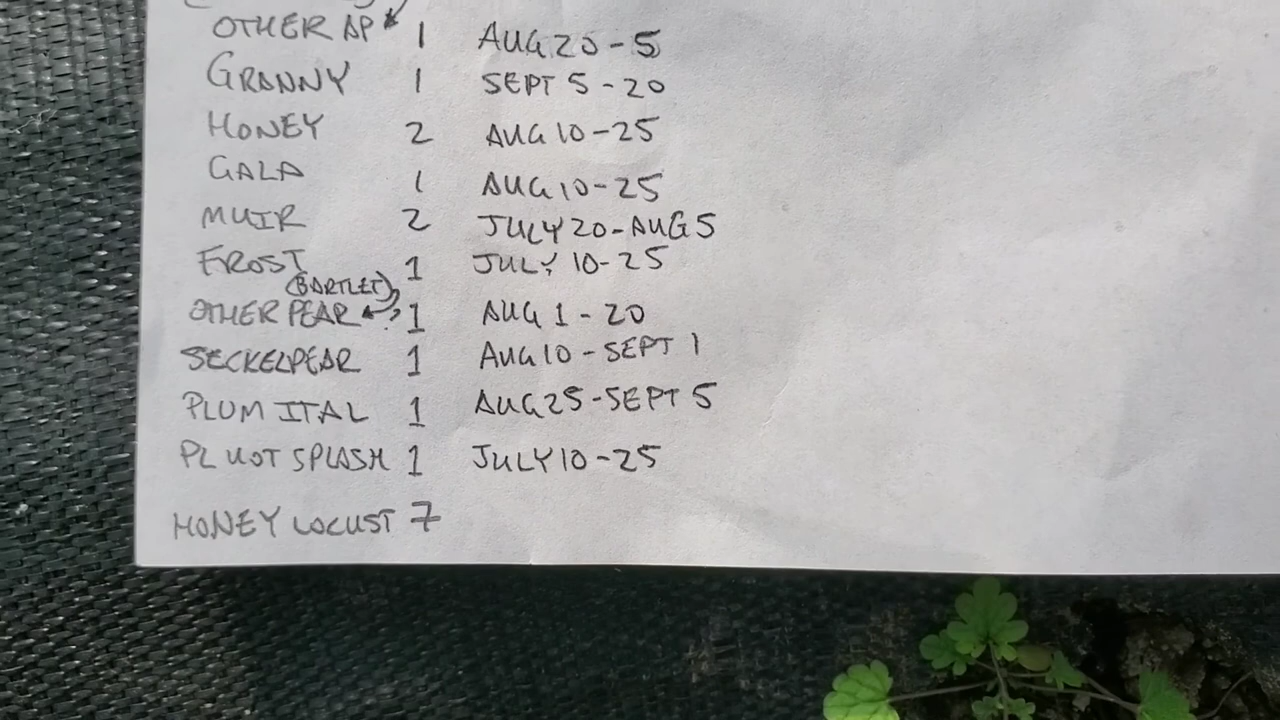 OTHER AP 1 AUG 20-5
GRANNY 1 SEPT 5-20
HONEY 2 AUG 10-25
GALA 1 AUG 10-25
MUIR 2 JULY 20-AUG 5
FROST 1 JULY 10-25
(BARTLET)
OTHER PEAR 1 AUG 1-20
SECKELPEAR 1 AUG 10-SEPT 1
PLUM ITAL 1 AUG 25-SEPT 5
PLUOT SPLASH 1 JULY 10-25
HONEY LOCUST 7